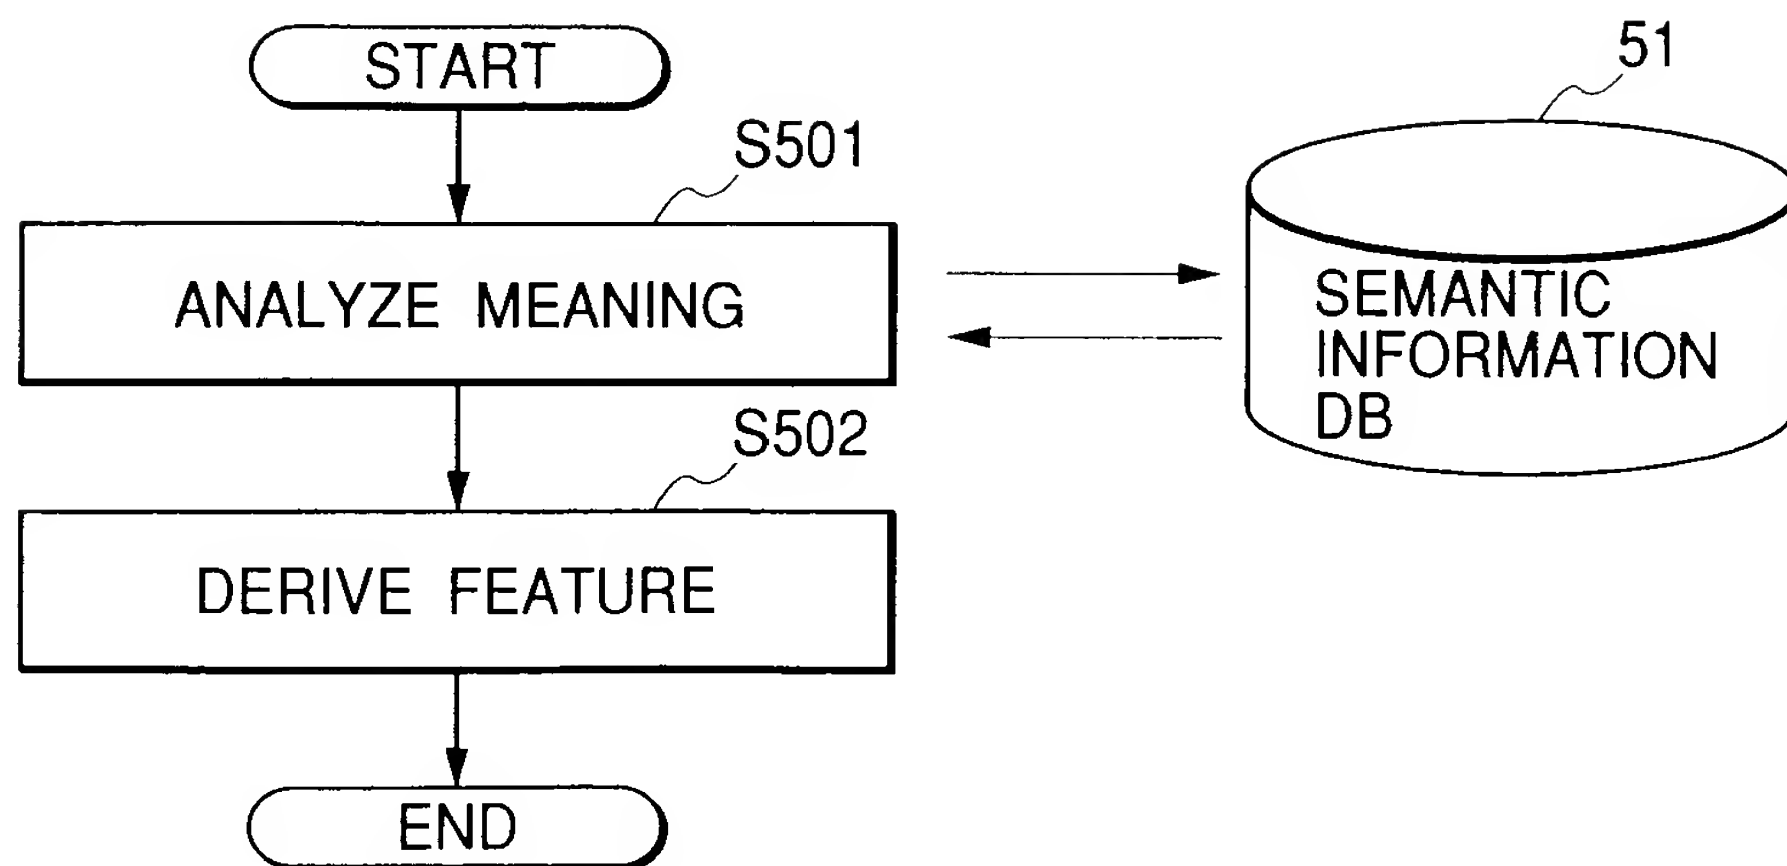 START
51
S501
ANALYZE MEANING
SEMANTIC
INFORMATION
DB
S502
DERIVE FEATURE
END